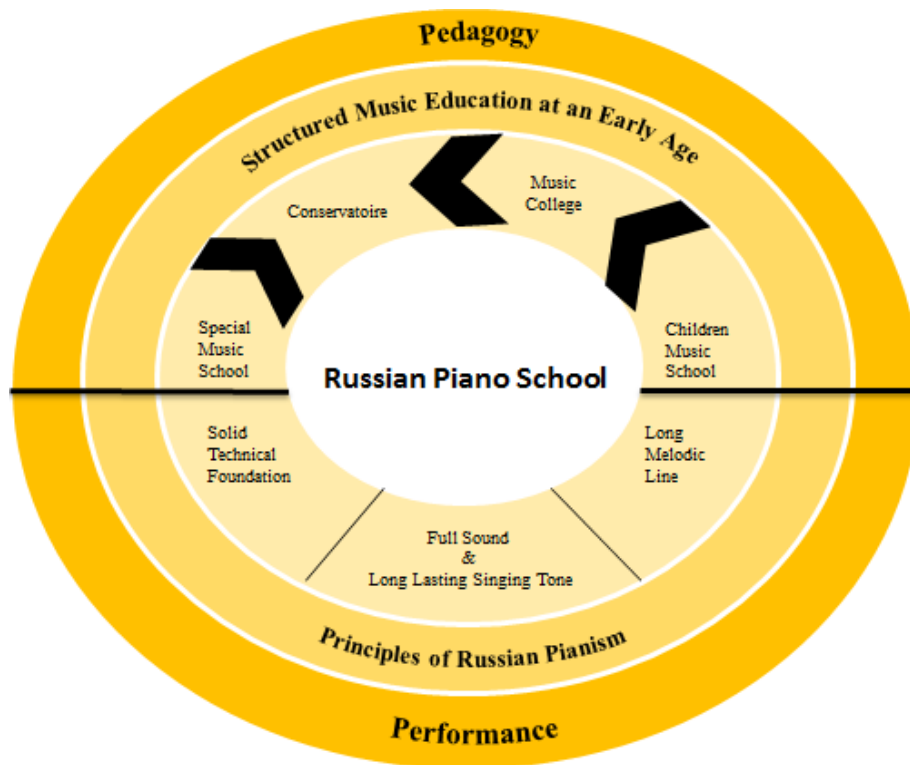 Pedagogy
Structured Music Education at an Early Age
Music
College
Conservatoire
Special
Music
School
Children
Music
School
Russian Piano School
Solid
Technical
Foundation
Long
Melodic
Line
Full Sound
&
Long Lasting Singing Tone
Principles of Russian Pianism
Performance